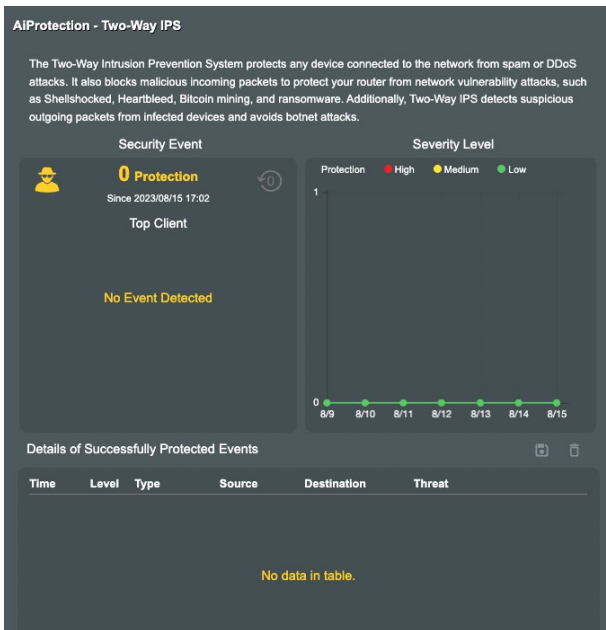 AiProtection - Two-Way IPS
The Two-Way Intrusion Prevention System protects any device connected to the network from spam or DDoS
attacks. It also blocks malicious incoming packets to protect your router from network vulnerability attacks, such
as Shellshocked, Heartbleed, Bitcoin mining, and ransomware. Additionally, Two-Way IPS detects suspicious
outgoing packets from infected devices and avoids botnet attacks.
Security Event
0 Protection
0
Since 2023/08/15 17:02
Top Client
No Event Detected
Severity Level
Protection High Medium Low
1
0
8/9 8/10 8/11 8/12 8/13 8/14 8/15
Details of Successfully Protected Events
Time Level Type Source Destination Threat
No data in table.